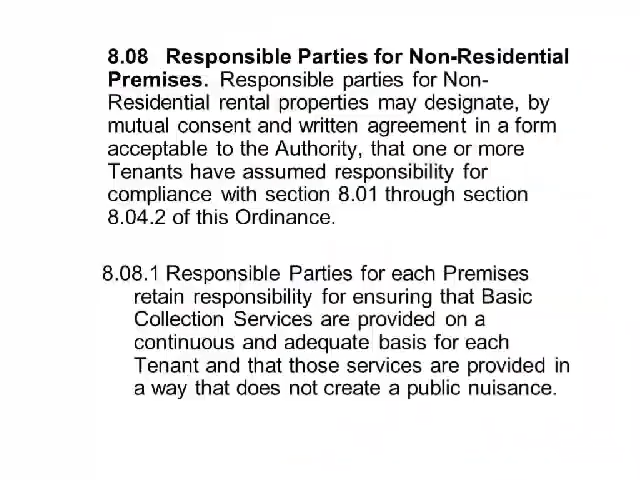 8.08 Responsible Parties for Non-Residential
Premises. Responsible parties for Non-
Residential rental properties may designate, by
mutual consent and written agreement in a form
acceptable to the Authority, that one or more
Tenants have assumed responsibility for
compliance with section 8.01 through section
8.04.2 of this Ordinance.
8.08.1 Responsible Parties for each Premises
retain responsibility for ensuring that Basic
Collection Services are provided on a
continuous and adequate basis for each
Tenant and that those services are provided in
a way that does not create a public nuisance.